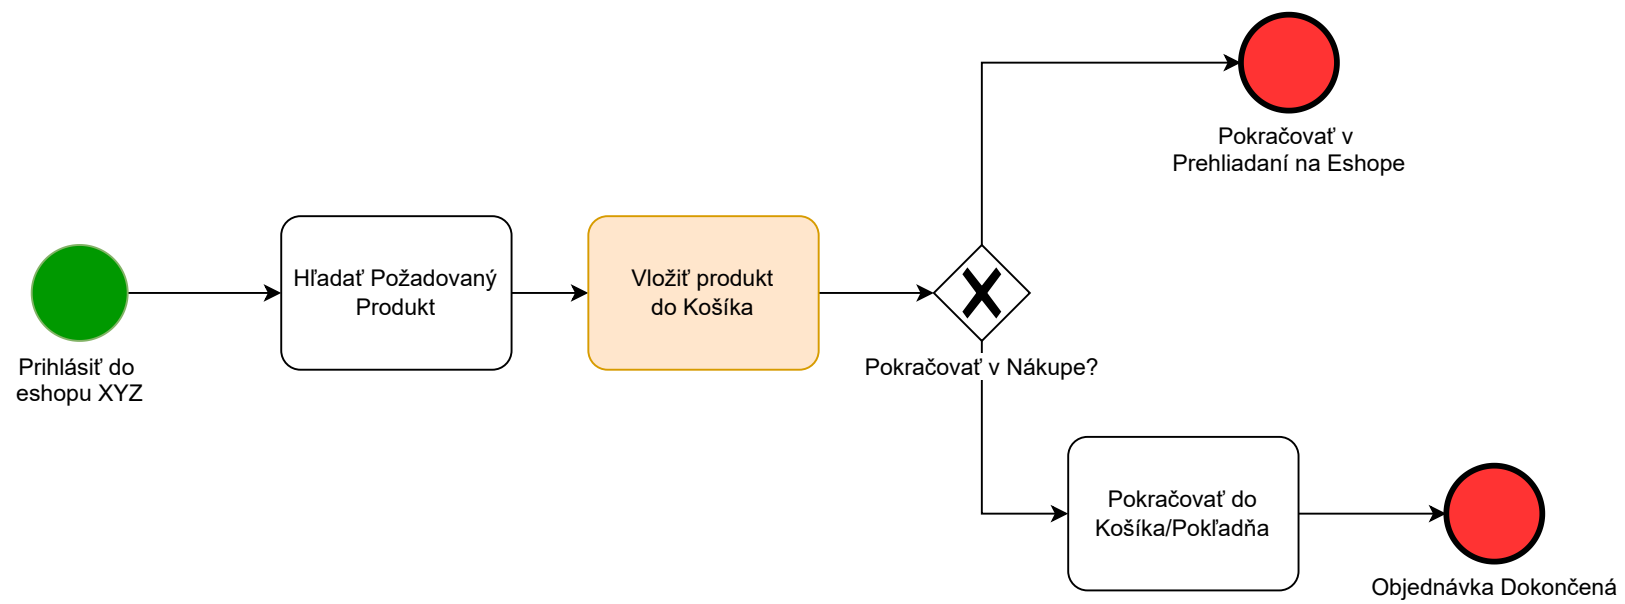 Pokračovať v
Prehliadaní na Eshope
Hľadať Požadovaný
Produkt
Vložiť produkt
do Košíka
Prihlásiť do
eshopu XYZ
Pokračovať v Nákupe?
Pokračovať do
Košíka/Pokľadňa
Objednávka Dokončená